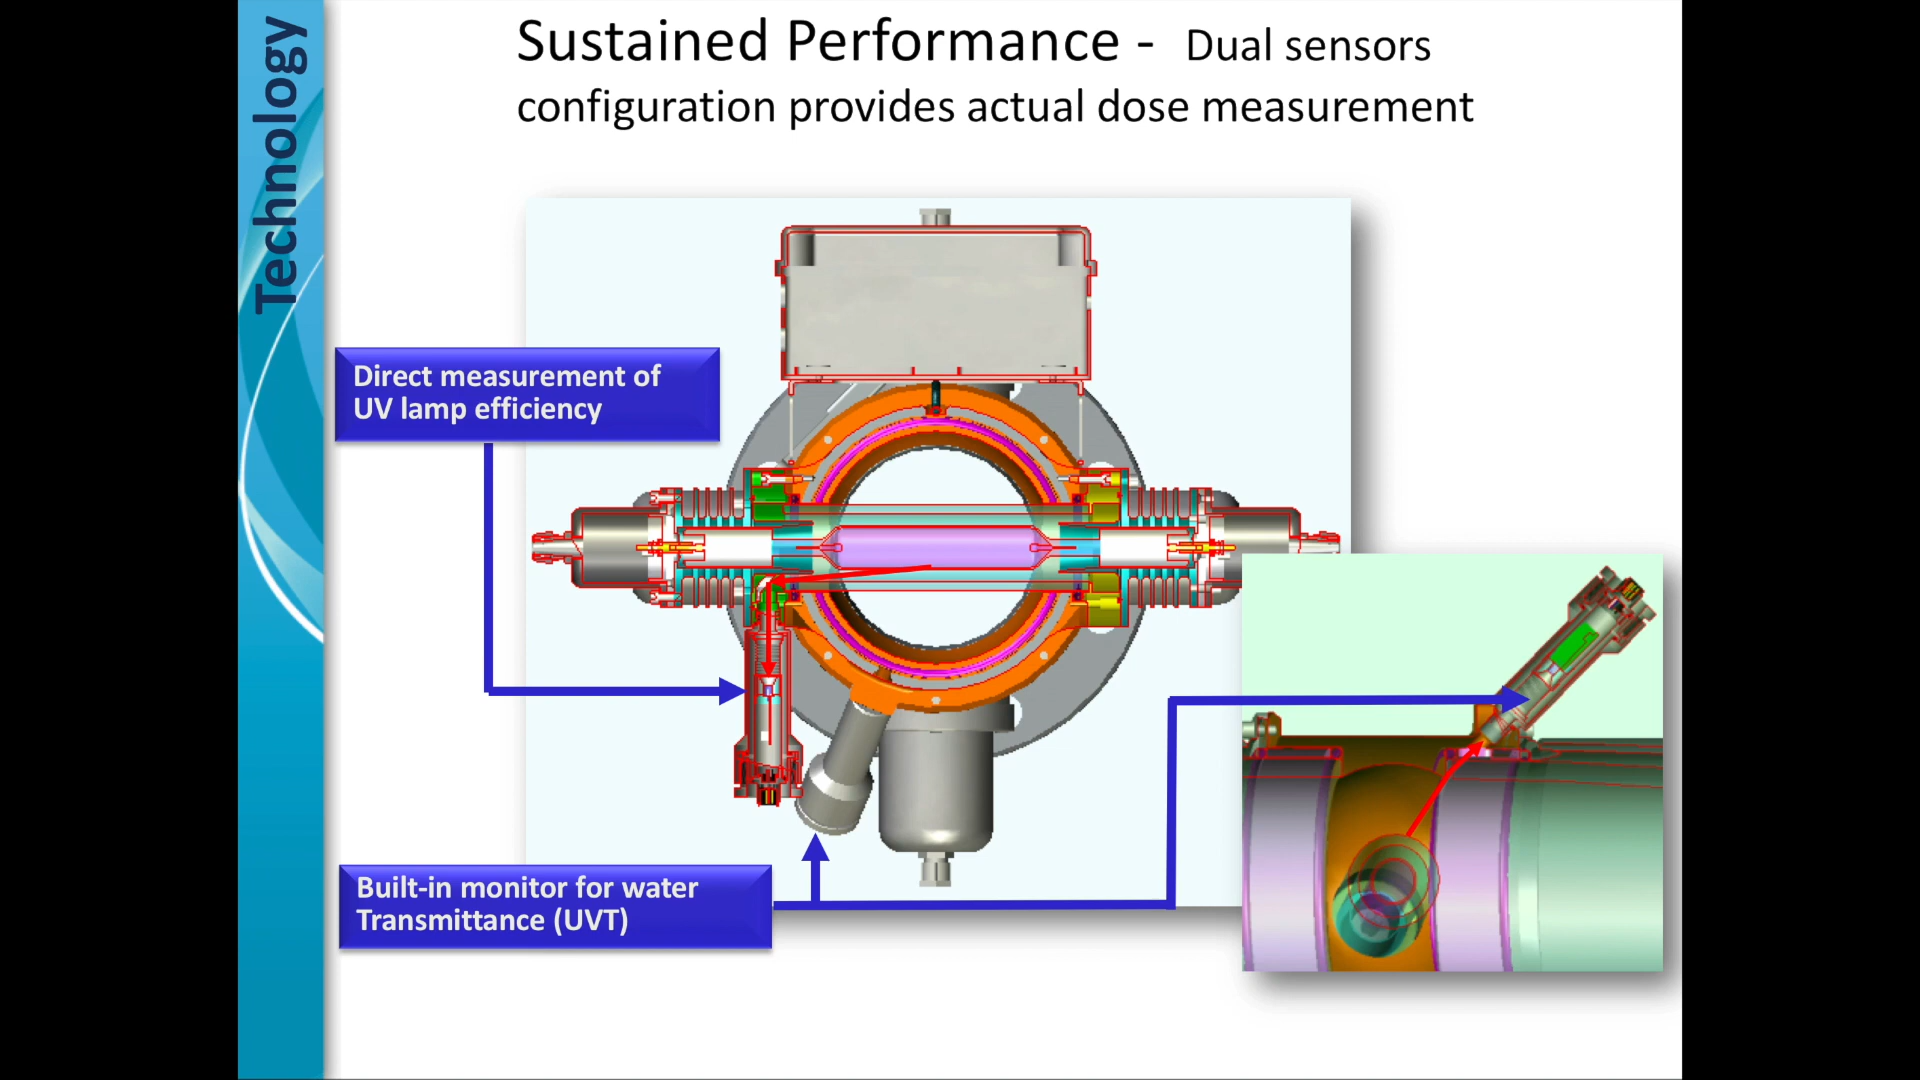 Technology
Sustained Performance - Dual sensors
configuration provides actual dose measurement
Direct measurement of
UV lamp efficiency
Built-in monitor for water
Transmittance (UVT)